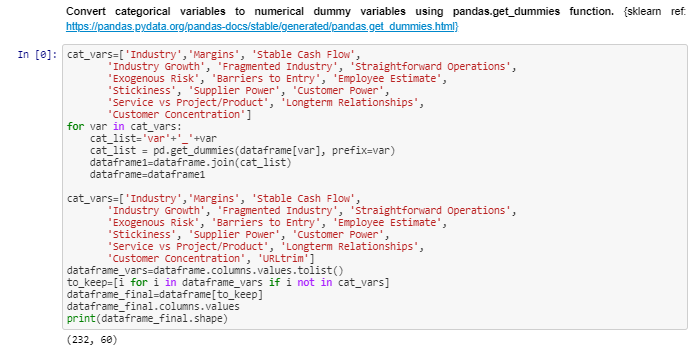 Convert categorical variables to numerical dummy variables using pandas.get_dummies function. {sklearn ref:
https://pandas.pydata.org/pandas-docs/stable/generated/pandas.get_dummies.html}
In [0]: cat_vars=['Industry','Margins', 'Stable Cash Flow',
'Industry Growth', 'Fragmented Industry', 'Straightforward Operations',
'Exogenous Risk', 'Barriers to Entry', 'Employee Estimate',
'Stickiness', 'Supplier Power', 'Customer Power',
'Service vs Project/Product', 'Longterm Relationships',
'Customer Concentration']
for var in cat_vars:
cat_list='var'+'_'+var
cat_list = pd.get_dummies(dataframe[var], prefix=var)
dataframe1=dataframe.join(cat_list)
dataframe=dataframe1
cat_vars=['Industry','Margins', 'Stable Cash Flow',
'Industry Growth', 'Fragmented Industry', 'Straightforward Operations',
'Exogenous Risk', 'Barriers to Entry', 'Employee Estimate',
'Stickiness', 'Supplier Power', 'Customer Power',
'Service vs Project/Product', 'Longterm Relationships',
'Customer Concentration', 'URLtrim']
dataframe_vars=dataframe.columns.values.tolist()
to_keep=[i for i in dataframe_vars if i not in cat_vars]
dataframe_final=dataframe[to_keep]
dataframe_final.columns.values
print(dataframe_final.shape)
(232, 60)